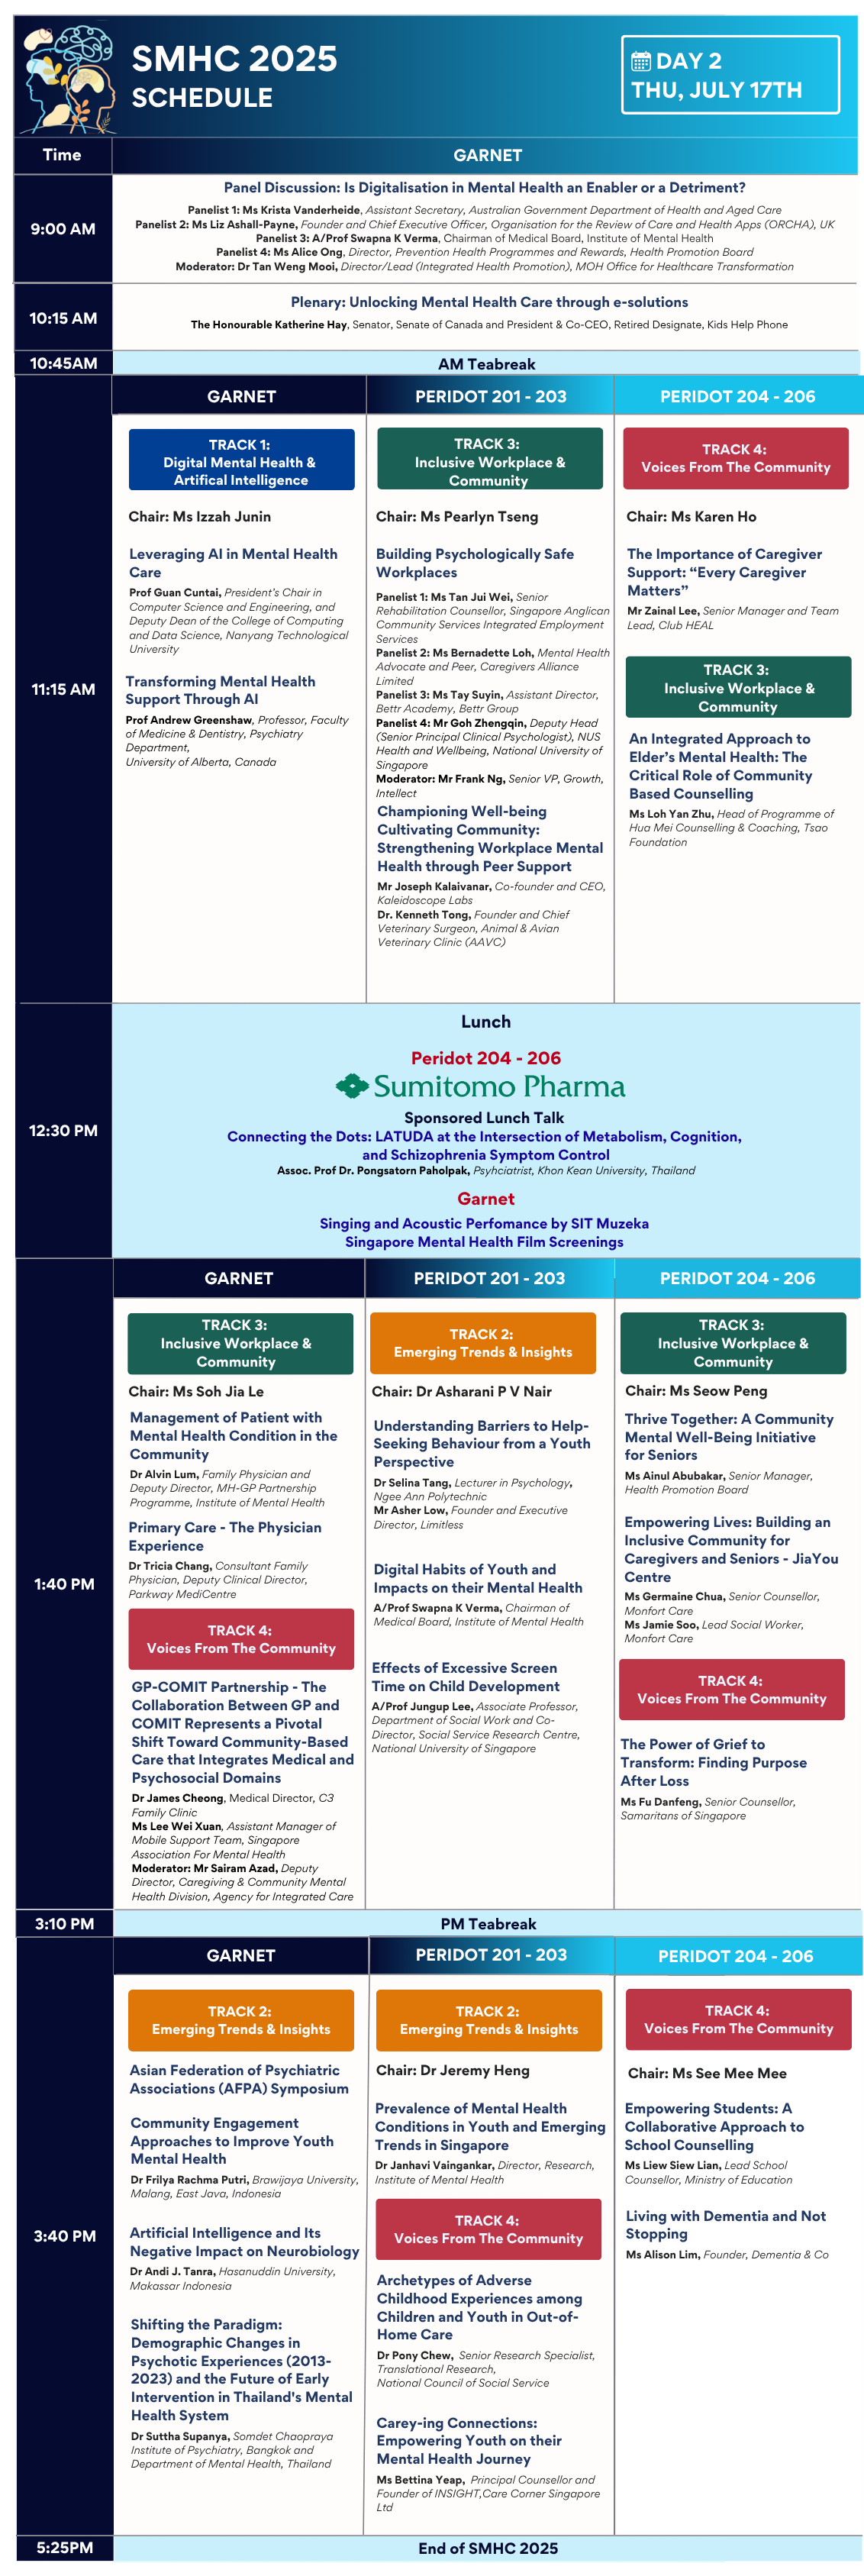 SMHC 2025
SCHEDULE
DAY 2
THU, JULY 17TH
Time
GARNET
9:00 AM
Panel Discussion: Is Digitalisation in Mental Health an Enabler or a Detriment?
Panelist 1: Ms Krista Vanderheide, Assistant Secretary, Australian Government Department of Health and Aged Care
Panelist 2: Ms Liz Ashall-Payne, Founder and Chief Executive Officer, Organisation for the Review of Care and Health Apps (ORCHA), UK
Panelist 3: A/Prof Swapna K Verma, Chairman of Medical Board, Institute of Mental Health
Panelist 4: Ms Alice Ong, Director, Prevention Health Programmes and Rewards, Health Promotion Board
Moderator: Dr Tan Weng Mooi, Director/Lead (Integrated Health Promotion), MOH Office for Healthcare Transformation
10:15 AM
Plenary: Unlocking Mental Health Care through e-solutions
The Honourable Katherine Hay, Senator, Senate of Canada and President & Co-CEO, Retired Designate, Kids Help Phone
10:45AM
AM Teabreak
11:15 AM
GARNET
TRACK 1:
Digital Mental Health &
Artifical Intelligence
Chair: Ms Izzah Junin
Leveraging AI in Mental Health
Care
Prof Guan Cuntai, President's Chair in
Computer Science and Engineering, and
Deputy Dean of the College of Computing
and Data Science, Nanyang Technological
University
Transforming Mental Health
Support Through AI
Prof Andrew Greenshaw, Professor, Faculty
of Medicine & Dentistry, Psychiatry
Department,
University of Alberta, Canada
PERIDOT 201 - 203
TRACK 3:
Inclusive Workplace &
Community
Chair: Ms Pearlyn Tseng
Building Psychologically Safe
Workplaces
Panelist 1: Ms Tan Jui Wei, Senior
Rehabilitation Counsellor, Singapore Anglican
Community Services Integrated Employment
Services
Panelist 2: Ms Bernadette Loh, Mental Health
Advocate and Peer, Caregivers Alliance
Limited
Panelist 3: Ms Tay Suyin, Assistant Director,
Bettr Academy, Bettr Group
Panelist 4: Mr Goh Zhengqin, Deputy Head
(Senior Principal Clinical Psychologist), NUS
Health and Wellbeing, National University of
Singapore
Moderator: Mr Frank Ng, Senior VP, Growth,
Intellect
Championing Well-being
Cultivating Community:
Strengthening Workplace Mental
Health through Peer Support
Mr Joseph Kalaivanar, Co-founder and CEO,
Kaleidoscope Labs
Dr. Kenneth Tong, Founder and Chief
Veterinary Surgeon, Animal & Avian
Veterinary Clinic (AAVC)
PERIDOT 204 - 206
TRACK 4:
Voices From The Community
Chair: Ms Karen Ho
The Importance of Caregiver
Support: “Every Caregiver
Matters”
Mr Zainal Lee, Senior Manager and Team
Lead, Club HEAL
TRACK 3:
Inclusive Workplace &
Community
An Integrated Approach to
Elder’s Mental Health: The
Critical Role of Community
Based Counselling
Ms Loh Yan Zhu, Head of Programme of
Hua Mei Counselling & Coaching, Tsao
Foundation
12:30 PM
Lunch
Peridot 204 - 206
Sumitomo Pharma
Sponsored Lunch Talk
Connecting the Dots: LATUDA at the Intersection of Metabolism, Cognition,
and Schizophrenia Symptom Control
Assoc. Prof Dr. Pongsatorn Paholpak, Psyhciatrist, Khon Kean University, Thailand
Garnet
Singing and Acoustic Perfomance by SIT Muzeka
Singapore Mental Health Film Screenings
1:40 PM
GARNET
TRACK 3:
Inclusive Workplace &
Community
Chair: Ms Soh Jia Le
Management of Patient with
Mental Health Condition in the
Community
Dr Alvin Lum, Family Physician and
Deputy Director, MH-GP Partnership
Programme, Institute of Mental Health
Primary Care - The Physician
Experience
Dr Tricia Chang, Consultant Family
Physician, Deputy Clinical Director,
Parkway MediCentre
TRACK 4:
Voices From The Community
GP-COMIT Partnership - The
Collaboration Between GP and
COMIT Represents a Pivotal
Shift Toward Community-Based
Care that Integrates Medical and
Psychosocial Domains
Dr James Cheong, Medical Director, C3
Family Clinic
Ms Lee Wei Xuan, Assistant Manager of
Mobile Support Team, Singapore
Association For Mental Health
Moderator: Mr Sairam Azad, Deputy
Director, Caregiving & Community Mental
Health Division, Agency for Integrated Care
PERIDOT 201 - 203
TRACK 2:
Emerging Trends & Insights
Chair: Dr Asharani P V Nair
Understanding Barriers to Help-
Seeking Behaviour from a Youth
Perspective
Dr Selina Tang, Lecturer in Psychology,
Ngee Ann Polytechnic
Mr Asher Low, Founder and Executive
Director, Limitless
Digital Habits of Youth and
Impacts on their Mental Health
A/Prof Swapna K Verma, Chairman of
Medical Board, Institute of Mental Health
Effects of Excessive Screen
Time on Child Development
A/Prof Jungup Lee, Associate Professor,
Department of Social Work and Co-
Director, Social Service Research Centre,
National University of Singapore
PERIDOT 204 - 206
TRACK 3:
Inclusive Workplace &
Community
Chair: Ms Seow Peng
Thrive Together: A Community
Mental Well-Being Initiative
for Seniors
Ms Ainul Abubakar, Senior Manager,
Health Promotion Board
Empowering Lives: Building an
Inclusive Community for
Caregivers and Seniors - JiaYou
Centre
Ms Germaine Chua, Senior Counsellor,
Monfort Care
Ms Jamie Soo, Lead Social Worker,
Monfort Care
TRACK 4:
Voices From The Community
The Power of Grief to
Transform: Finding Purpose
After Loss
Ms Fu Danfeng, Senior Counsellor,
Samaritans of Singapore
3:10 PM
PM Teabreak
3:40 PM
GARNET
TRACK 2:
Emerging Trends & Insights
Asian Federation of Psychiatric
Associations (AFPA) Symposium
Community Engagement
Approaches to Improve Youth
Mental Health
Dr Frilya Rachma Putri, Brawijaya University,
Malang, East Java, Indonesia
Artificial Intelligence and Its
Negative Impact on Neurobiology
Dr Andi J. Tanra, Hasanuddin University,
Makassar Indonesia
Shifting the Paradigm:
Demographic Changes in
Psychotic Experiences (2013-
2023) and the Future of Early
Intervention in Thailand's Mental
Health System
Dr Suttha Supanya, Somdet Chaopraya
Institute of Psychiatry, Bangkok and
Department of Mental Health, Thailand
PERIDOT 201 - 203
TRACK 2:
Emerging Trends & Insights
Chair: Dr Jeremy Heng
Prevalence of Mental Health
Conditions in Youth and Emerging
Trends in Singapore
Dr Janhavi Vaingankar, Director, Research,
Institute of Mental Health
TRACK 4:
Voices From The Community
Archetypes of Adverse
Childhood Experiences among
Children and Youth in Out-of-
Home Care
Dr Pony Chew, Senior Research Specialist,
Translational Research,
National Council of Social Service
Carey-ing Connections:
Empowering Youth on their
Mental Health Journey
Ms Bettina Yeap, Principal Counsellor and
Founder of INSIGHT,Care Corner Singapore
Ltd
PERIDOT 204 - 206
TRACK 4:
Voices From The Community
Chair: Ms See Mee Mee
Empowering Students: A
Collaborative Approach to
School Counselling
Ms Liew Siew Lian, Lead School
Counsellor, Ministry of Education
Living with Dementia and Not
Stopping
Ms Alison Lim, Founder, Dementia & Co
5:25PM
End of SMHC 2025